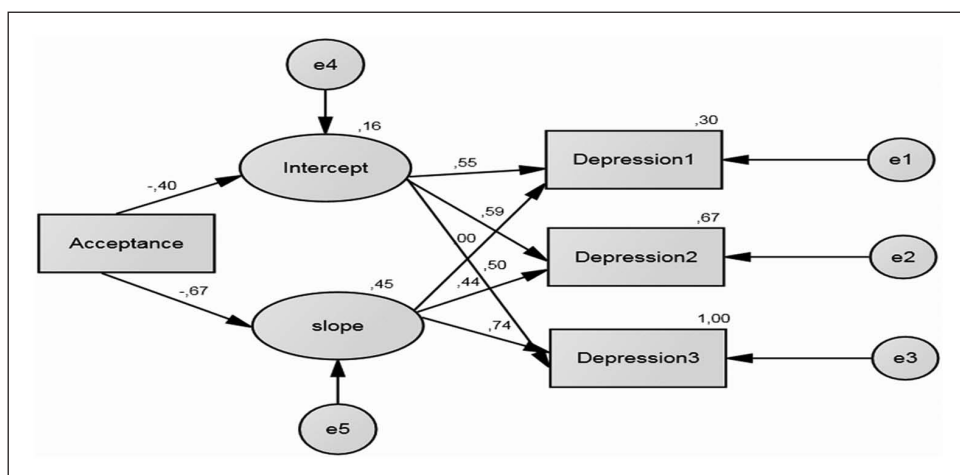 e4
,16
,30
Intercept
,55
Depression1
e1
-,40
,59
,67
Acceptance
00
Depression2
e2
,50
-,67
,45
,44
slope
,74
1,00
Depression3
e3
e5